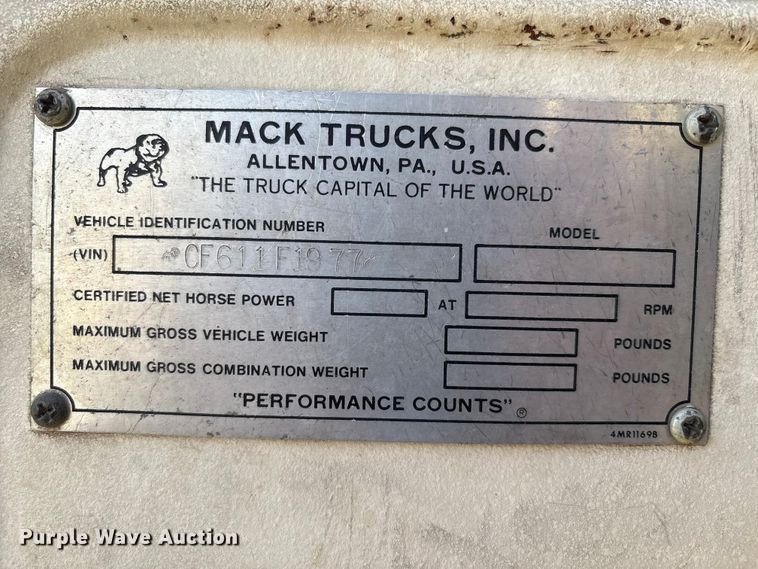 MACK TRUCKS, INC.
ALLENTOWN, PA., U.S.A.
"THE TRUCK CAPITAL OF THE WORLD"
VEHICLE IDENTIFICATION NUMBER
MODEL
(VIN) CF611F1977
CERTIFIED NET HORSE POWER AT RPM
MAXIMUM GROSS VEHICLE WEIGHT POUNDS
MAXIMUM GROSS COMBINATION WEIGHT POUNDS
"PERFORMANCE COUNTS" ®
4MR1169B
Purple Wave Auction